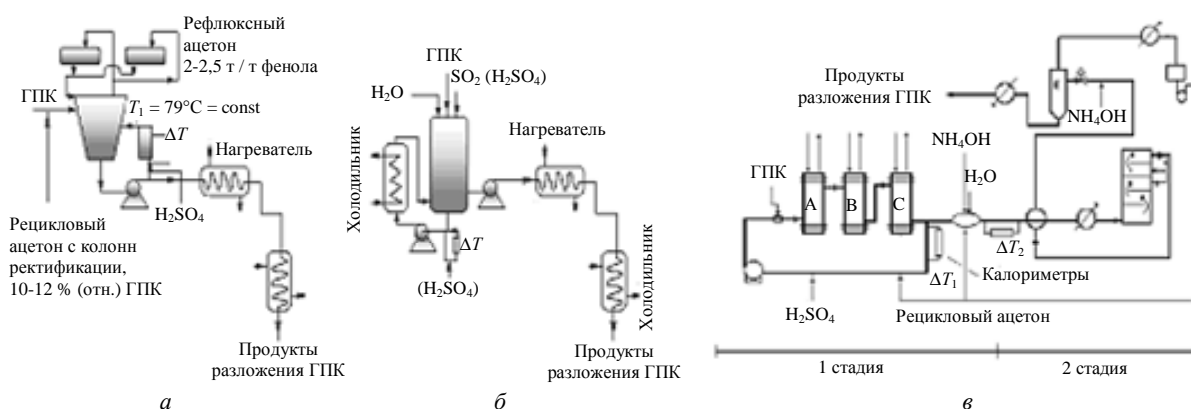 Рефлюксный
ацетон
2-2,5 т / т фенола
ГПК
T₁ = 79°C = const
ΔT
Нагреватель
H₂SO₄
Рецикловый
ацетон с колонн
ректификации,
10-12 % (отн.) ГПК
Продукты
разложения ГПК
а
ГПК
SO₂ (H₂SO₄)
H₂O
Нагреватель
Холодильник
ΔT
(H₂SO₄)
Холодильник
Продукты
разложения ГПК
б
Продукты
разложения ГПК
NH₄OH
NH₄OH
H₂O
ГПК
A
B
C
ΔT₂
Калориметры
ΔT₁
H₂SO₄
Рецикловый ацетон
1 стадия
2 стадия
в